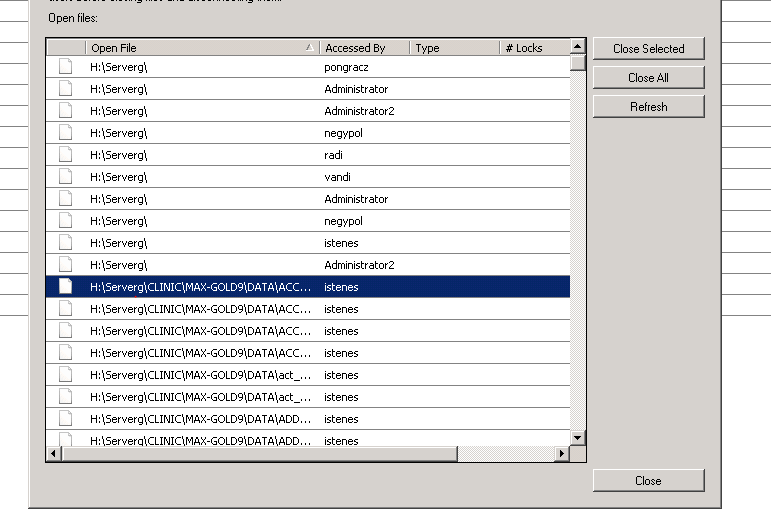 Open files:
Open File Accessed By Type # Locks
H:\Serverg\ pongracz
H:\Serverg\ Administrator
H:\Serverg\ Administrator2
H:\Serverg\ negypol
H:\Serverg\ radi
H:\Serverg\ vandi
H:\Serverg\ Administrator
H:\Serverg\ negypol
H:\Serverg\ istenes
H:\Serverg\ Administrator2
H:\Serverg\CLINIC\MAX-GOLD9\DATA\ACC... istenes
H:\Serverg\CLINIC\MAX-GOLD9\DATA\ACC... istenes
H:\Serverg\CLINIC\MAX-GOLD9\DATA\ACC... istenes
H:\Serverg\CLINIC\MAX-GOLD9\DATA\ACC... istenes
H:\Serverg\CLINIC\MAX-GOLD9\DATA\act_... istenes
H:\Serverg\CLINIC\MAX-GOLD9\DATA\act_... istenes
H:\Serverg\CLINIC\MAX-GOLD9\DATA\ADD... istenes
H:\Serverg\CLINIC\MAX-GOLD9\DATA\ADD... istenes
Close Selected
Close All
Refresh
Close